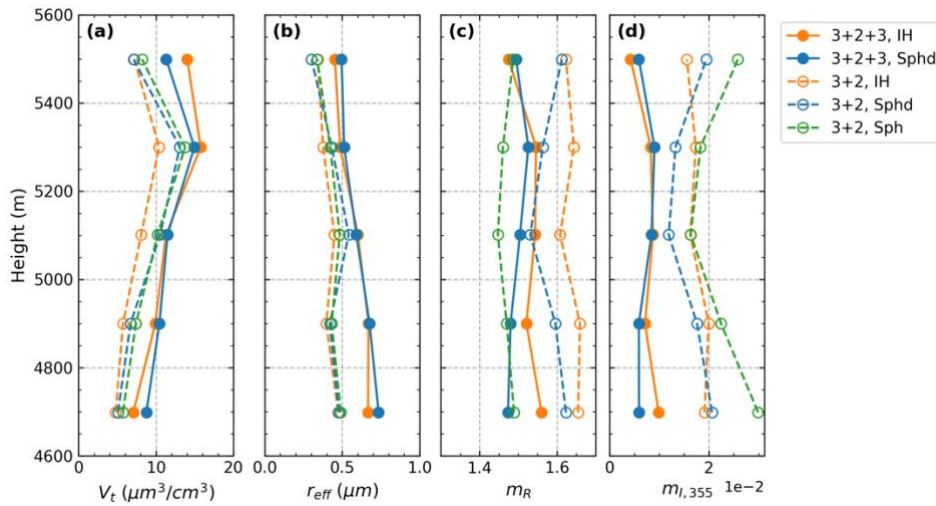 (a) (b) (c) (d)
3+2+3, IH
3+2+3, Sphd
3+2, IH
3+2, Sphd
3+2, Sph
Height (m)
5600
5400
5200
5000
4800
4600
0 10 20 0.0 0.5 1.0 1.4 1.6 0 2
V_t (μm³/cm³) r_eff (μm) m_R m_I,355 1e−2